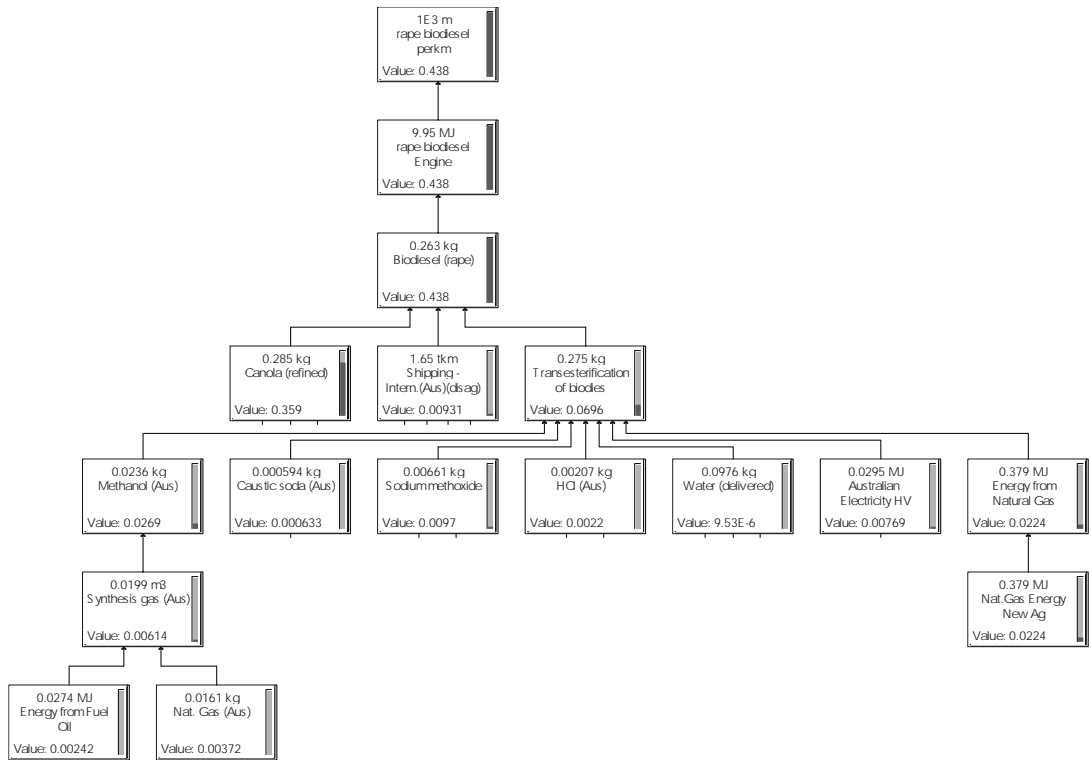 1E3 m
rape biodiesel
perkm
Value: 0.438
9.95 MJ
rape biodiesel
Engine
Value: 0.438
0.263 kg
Biodiesel (rape)
Value: 0.438
0.285 kg
Canola (refined)
Value: 0.359
1.65 tkm
Shipping -
Intern.(Aus)(disag)
Value: 0.00931
0.275 kg
Transesterification
of biodies
Value: 0.0696
0.0236 kg
Methanol (Aus)
Value: 0.0269
0.000594 kg
Caustic soda (Aus)
Value: 0.000633
0.00661 kg
Sodium methoxide
Value: 0.0097
0.00207 kg
HCl (Aus)
Value: 0.0022
0.0976 kg
Water (delivered)
Value: 9.53E-6
0.0295 MJ
Australian
Electricity HV
Value: 0.00769
0.379 MJ
Energy from
Natural Gas
Value: 0.0224
0.0199 m3
Synthesis gas (Aus)
Value: 0.00614
0.379 MJ
Nat.Gas Energy
New Ag
Value: 0.0224
0.0274 MJ
Energy from Fuel
Oil
Value: 0.00242
0.0161 kg
Nat. Gas (Aus)
Value: 0.00372